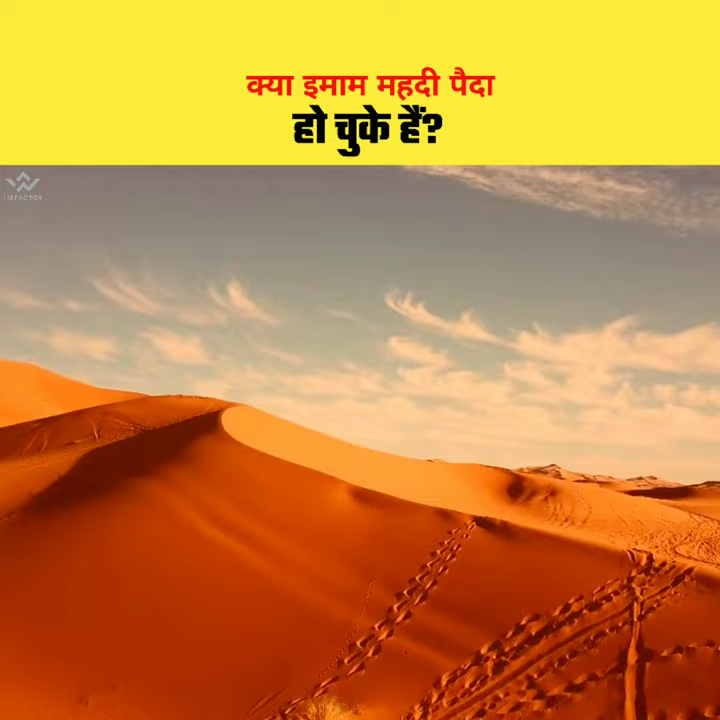 क्या इमाम महदी पैदा
हो चुके हैं?
IMFACTOR